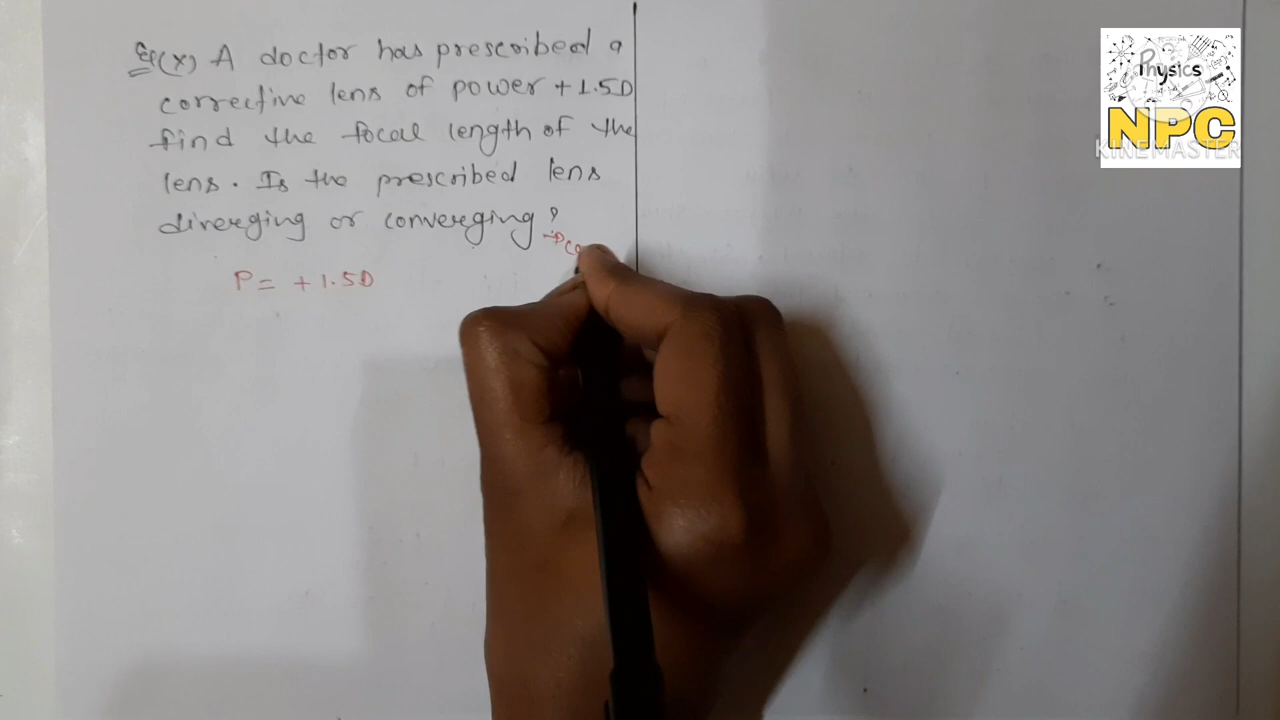 (x) A doctor has prescribed a
corrective lens of power +1.5D
find the focal length of the
lens. Is the prescribed lens
diverging or converging?
P = +1.5D
Physics
NPC
KINEMASTER